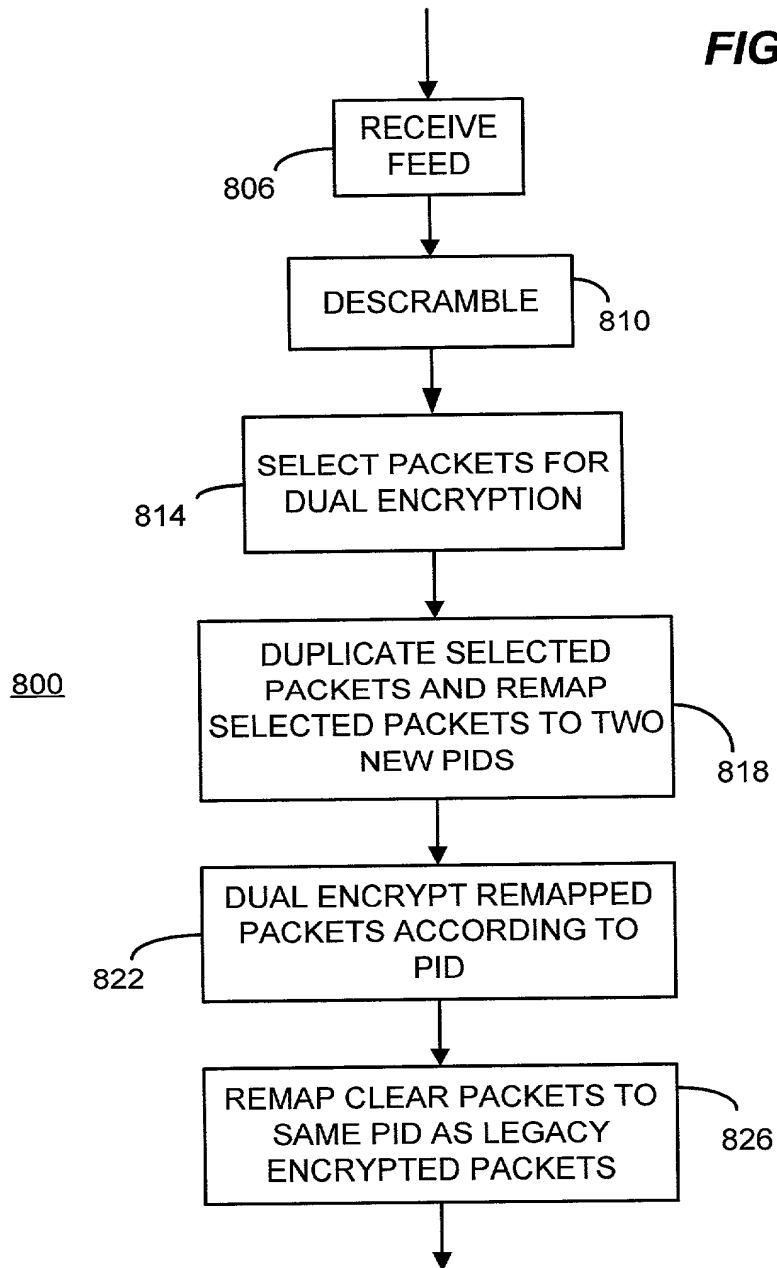 FIG
RECEIVE
FEED
806
DESCRAMBLE
810
SELECT PACKETS FOR
DUAL ENCRYPTION
814
800
DUPLICATE SELECTED
PACKETS AND REMAP
SELECTED PACKETS TO TWO
NEW PIDS
818
DUAL ENCRYPT REMAPPED
PACKETS ACCORDING TO
PID
822
REMAP CLEAR PACKETS TO
SAME PID AS LEGACY
ENCRYPTED PACKETS
826